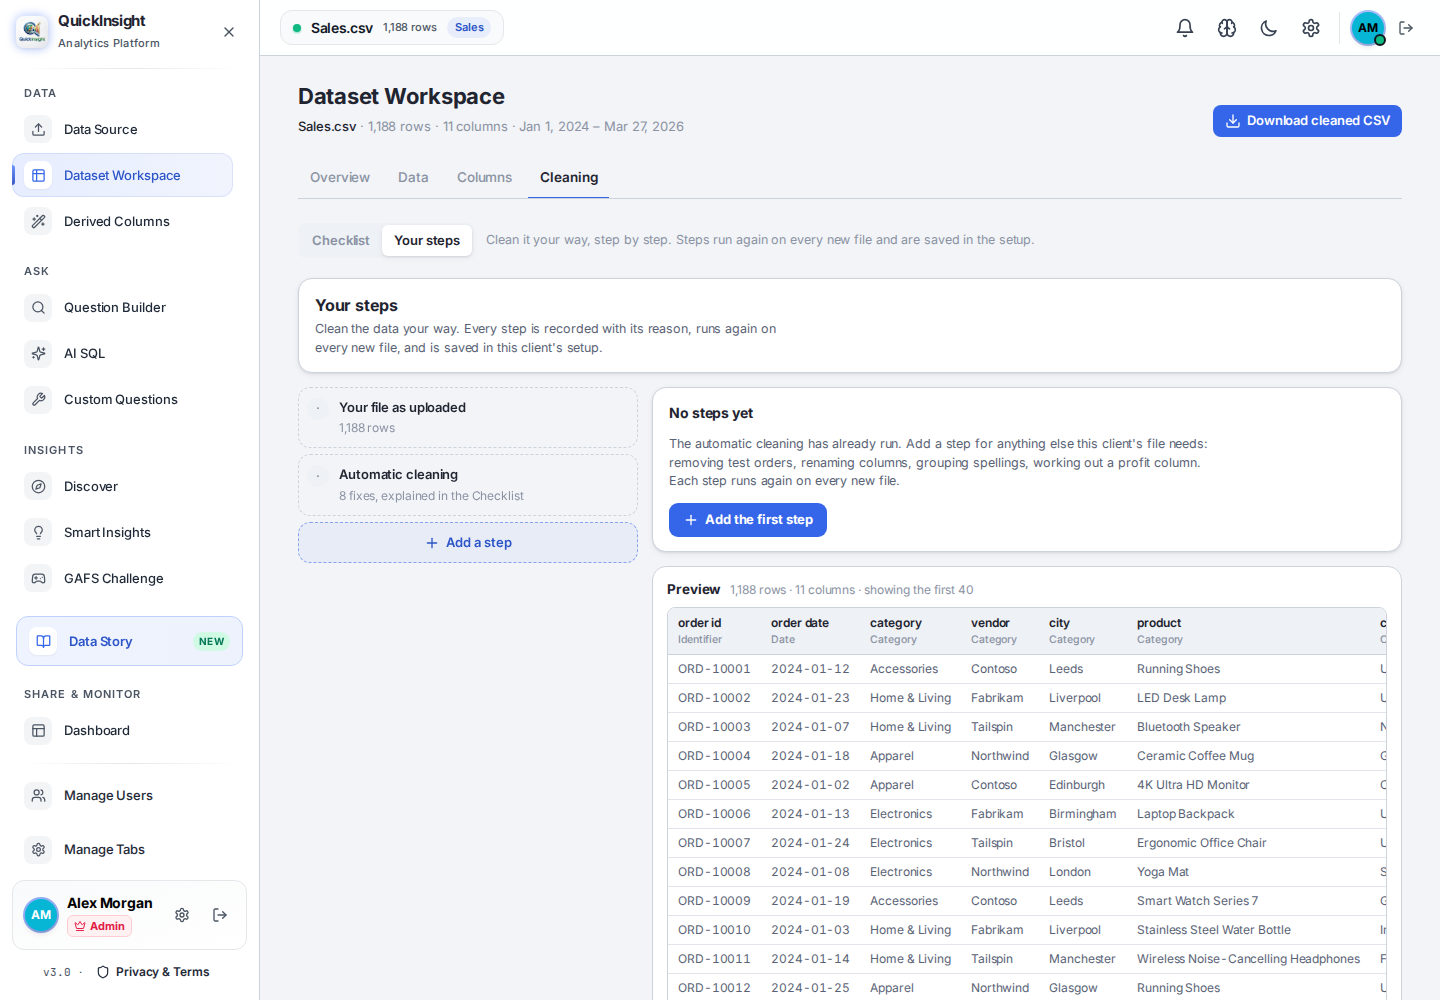 QuickInsight
Analytics Platform
Sales.csv 1,188 rows Sales
AM
DATA
Data Source
Dataset Workspace
Derived Columns
ASK
Question Builder
AI SQL
Custom Questions
INSIGHTS
Discover
Smart Insights
GAFS Challenge
Data Story NEW
SHARE & MONITOR
Dashboard
Manage Users
Manage Tabs
AM Alex Morgan
Admin
v3.0 · Privacy & Terms
Dataset Workspace
Sales.csv · 1,188 rows · 11 columns · Jan 1, 2024 – Mar 27, 2026
Download cleaned CSV
Overview Data Columns Cleaning
Checklist Your steps Clean it your way, step by step. Steps run again on every new file and are saved in the setup.
Your steps
Clean the data your way. Every step is recorded with its reason, runs again on
every new file, and is saved in this client's setup.
· Your file as uploaded
1,188 rows
· Automatic cleaning
8 fixes, explained in the Checklist
Add a step
No steps yet
The automatic cleaning has already run. Add a step for anything else this client's file needs:
removing test orders, renaming columns, grouping spellings, working out a profit column.
Each step runs again on every new file.
Add the first step
Preview 1,188 rows · 11 columns · showing the first 40
order id order date category vendor city product
Identifier Date Category Category Category Category
ORD-10001 2024-01-12 Accessories Contoso Leeds Running Shoes
ORD-10002 2024-01-23 Home & Living Fabrikam Liverpool LED Desk Lamp
ORD-10003 2024-01-07 Home & Living Tailspin Manchester Bluetooth Speaker
ORD-10004 2024-01-18 Apparel Northwind Glasgow Ceramic Coffee Mug
ORD-10005 2024-01-02 Apparel Contoso Edinburgh 4K Ultra HD Monitor
ORD-10006 2024-01-13 Electronics Fabrikam Birmingham Laptop Backpack
ORD-10007 2024-01-24 Electronics Tailspin Bristol Ergonomic Office Chair
ORD-10008 2024-01-08 Electronics Northwind London Yoga Mat
ORD-10009 2024-01-19 Accessories Contoso Leeds Smart Watch Series 7
ORD-10010 2024-01-03 Home & Living Fabrikam Liverpool Stainless Steel Water Bottle
ORD-10011 2024-01-14 Home & Living Tailspin Manchester Wireless Noise-Cancelling Headphones
ORD-10012 2024-01-25 Apparel Northwind Glasgow Running Shoes